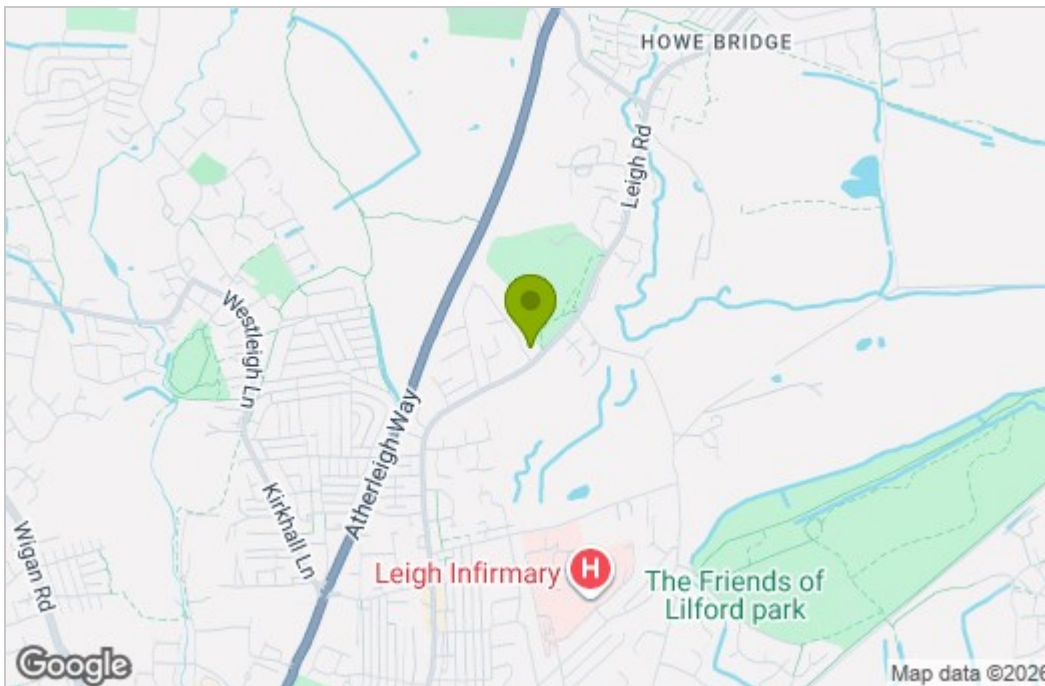 HOWE BRIDGE
Leigh Rd
Westleigh Ln
Atherleigh Way
Kirkhall Ln
Wigan Rd
Leigh Infirmary
H
The Friends of
Lilford park
Google
Map data ©2026